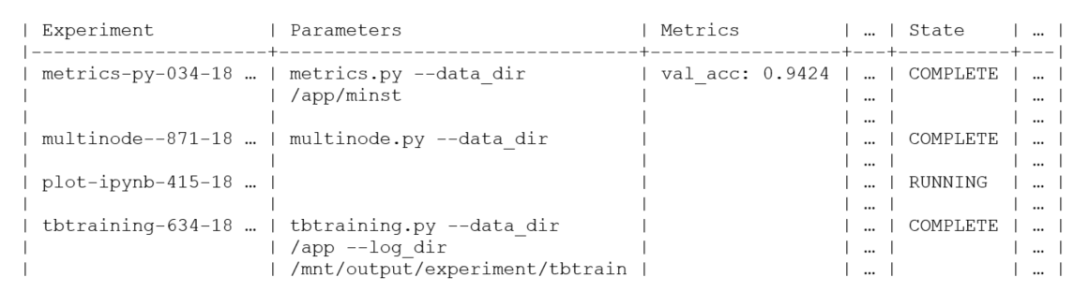 | Experiment            | Parameters                         | Metrics         | … | State    | … |
|-----------------------+------------------------------------+-----------------+---+----------+---|
| metrics-py-034-18 …   | metrics.py --data_dir              | val_acc: 0.9424 | … | COMPLETE | … |
|                       | /app/minst                         |                 | … |          | … |
|                       |                                    |                 | … |          | … |
| multinode--871-18 …   | multinode.py --data_dir            |                 | … | COMPLETE | … |
|                       |                                    |                 | … |          | … |
| plot-ipynb-415-18 …   |                                    |                 | … | RUNNING  | … |
|                       |                                    |                 | … |          | … |
| tbtraining-634-18 …   | tbtraining.py --data_dir           |                 | … | COMPLETE | … |
|                       | /app --log_dir                     |                 | … |          | … |
|                       | /mnt/output/experiment/tbtrain     |                 | … |          | … |